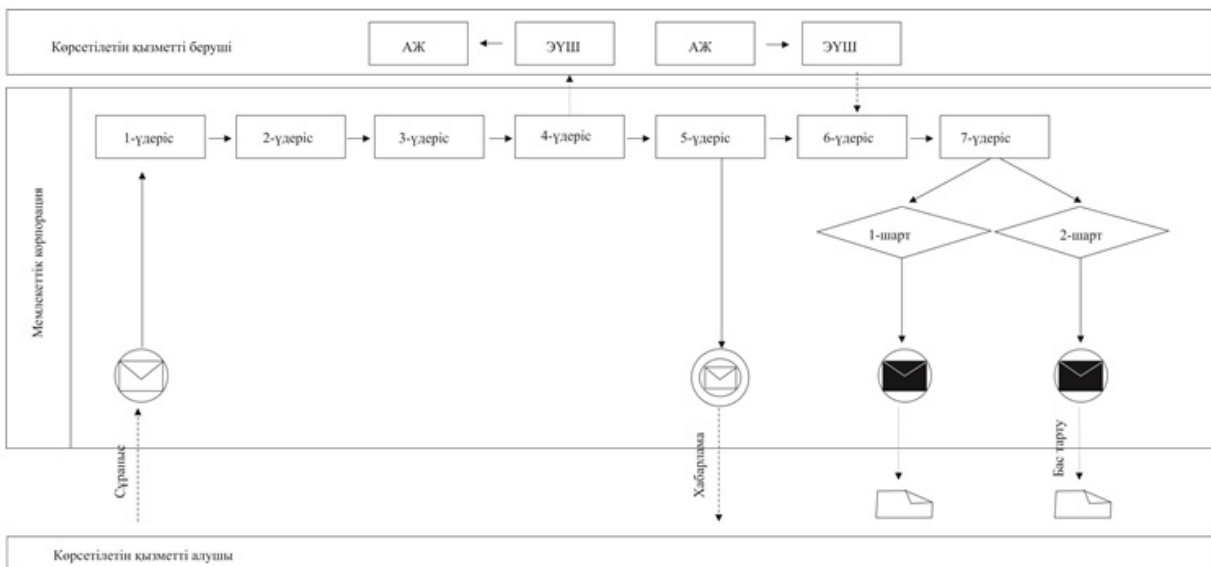 Көрсетілетін қызметті беруші
АЖ
ЭҮШ
АЖ
ЭҮШ
Мемлекеттік корпорация
1-үдеріс
2-үдеріс
3-үдеріс
4-үдеріс
5-үдеріс
6-үдеріс
7-үдеріс
1-шарт
2-шарт
Сұраныс
Хабарлама
Бас тарту
Көрсетілетін қызметті алушы